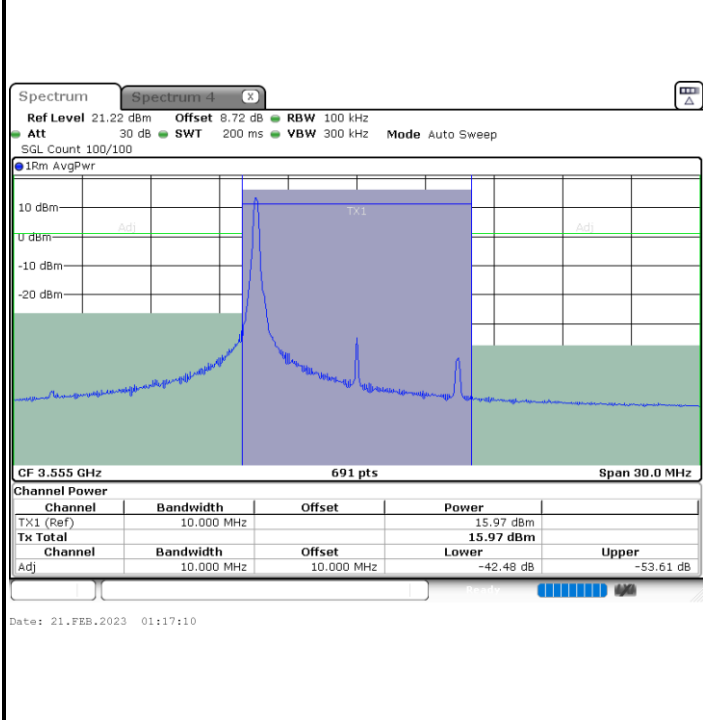 Spectrum Spectrum 4 X
Ref Level 21.22 dBm Offset 8.72 dB RBW 100 kHz
Att 30 dB SWT 200 ms VBW 300 kHz Mode Auto Sweep
SGL Count 100/100
1Rm AvgPwr
10 dBm
TX1
Adj Adj
0 dBm
-10 dBm
-20 dBm
CF 3.555 GHz 691 pts Span 30.0 MHz
Channel Power
Channel Bandwidth Offset Power
TX1 (Ref) 10.000 MHz 15.97 dBm
Tx Total 15.97 dBm
Channel Bandwidth Offset Lower Upper
Adj 10.000 MHz 10.000 MHz -42.48 dB -53.61 dB
Ready
Date: 21.FEB.2023 01:17:10